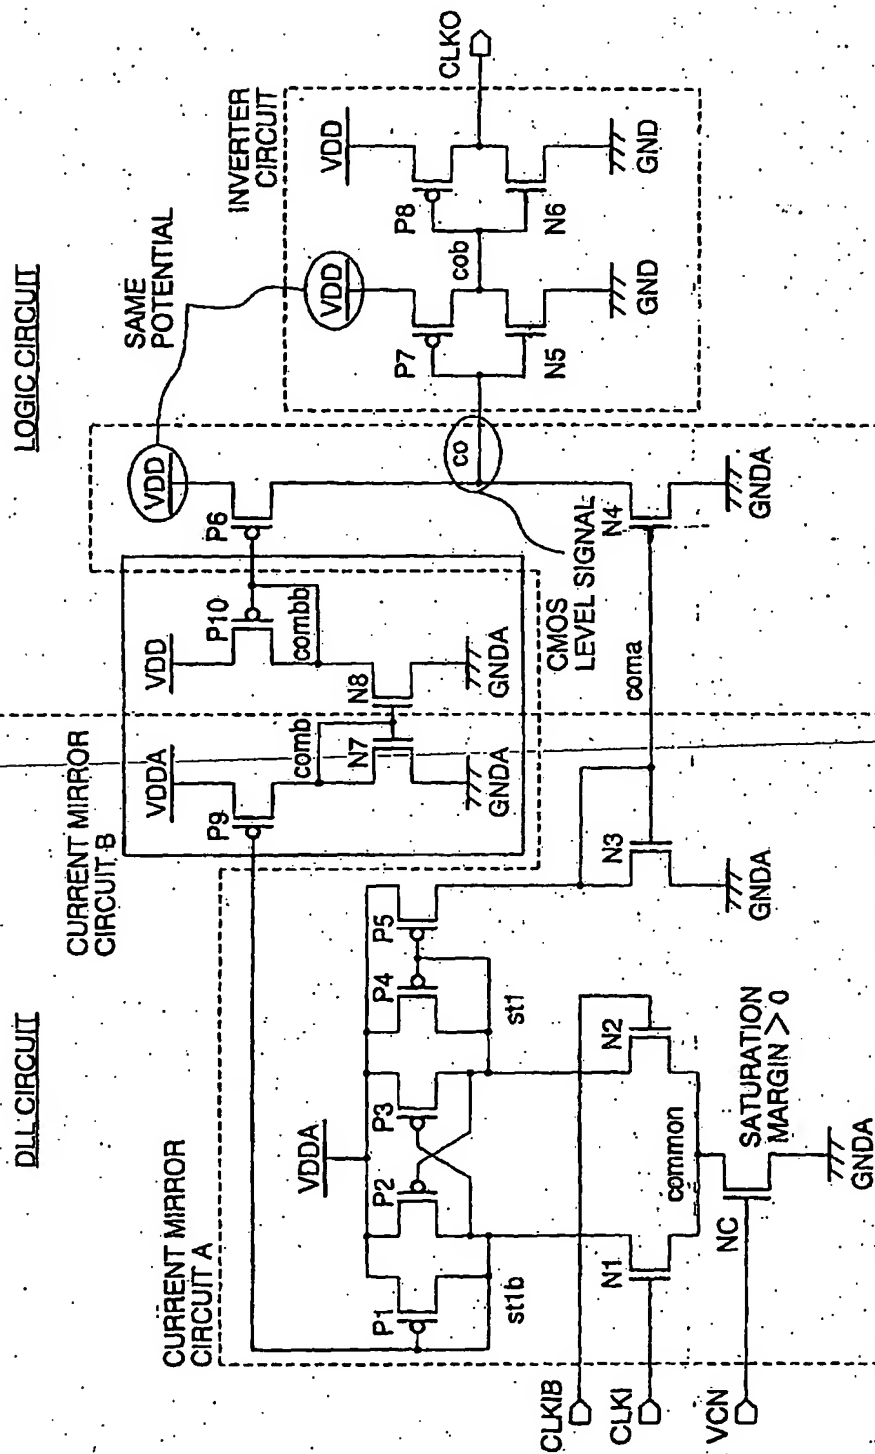 DLL CIRCUIT
LOGIC CIRCUIT
CURRENT MIRROR
CIRCUIT A
CURRENT MIRROR
CIRCUIT B
INVERTER
CIRCUIT
SAME
POTENTIAL
VDDA
P1
P2
P3
P4
P5
st1b
st1
N1
N2
common
NC
SATURATION
MARGIN > 0
GNDA
CLKIB
CLKI
VCN
VDDA
P9
comb
N7
GNDA
VDD
P10
combb
N8
GNDA
N3
GNDA
coma
VDD
P6
co
CMOS
LEVEL SIGNAL
N4
GNDA
VDD
P7
N5
GND
cob
VDD
P8
N6
GND
CLKO